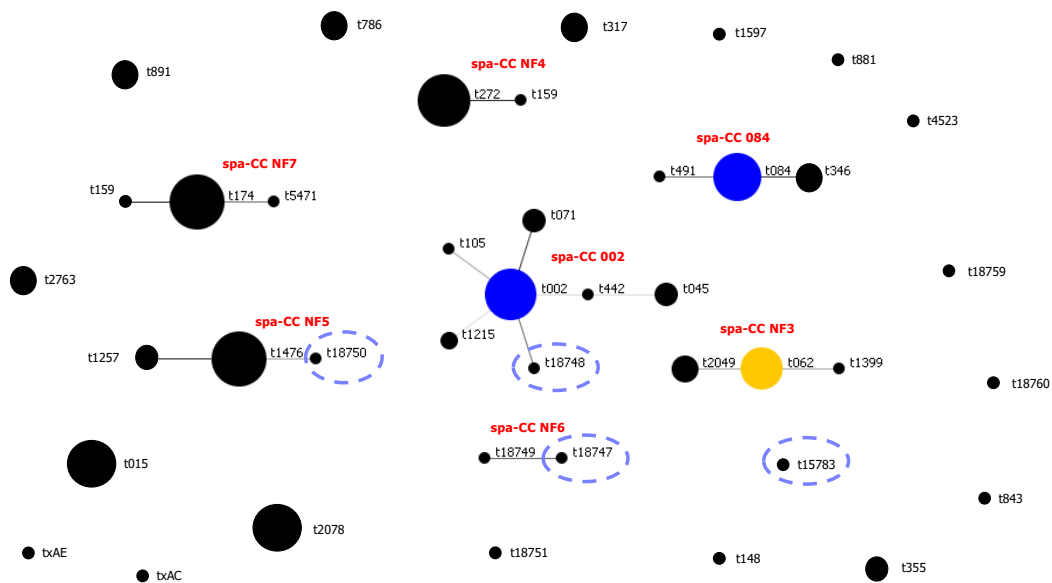 t786
t317
t1597
t881
t891
spa-CC NF4
t272
t159
t4523
spa-CC 084
t491
t084
t346
spa-CC NF7
t159
t174
t5471
t071
t105
spa-CC 002
t002
t442
t045
t18759
t2763
spa-CC NF5
t1257
t1476
t18750
t1215
t18748
spa-CC NF3
t2049
t062
t1399
t18760
spa-CC NF6
t18749
t18747
t15783
t015
t843
t2078
txAE
txAC
t18751
t148
t355